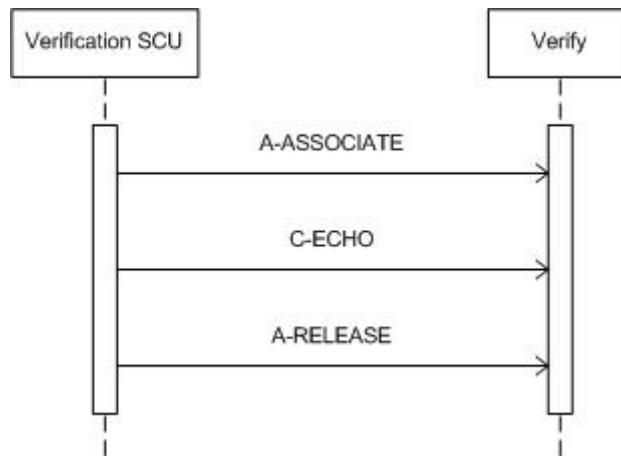 Verification SCU
Verify
A-ASSOCIATE
C-ECHO
A-RELEASE